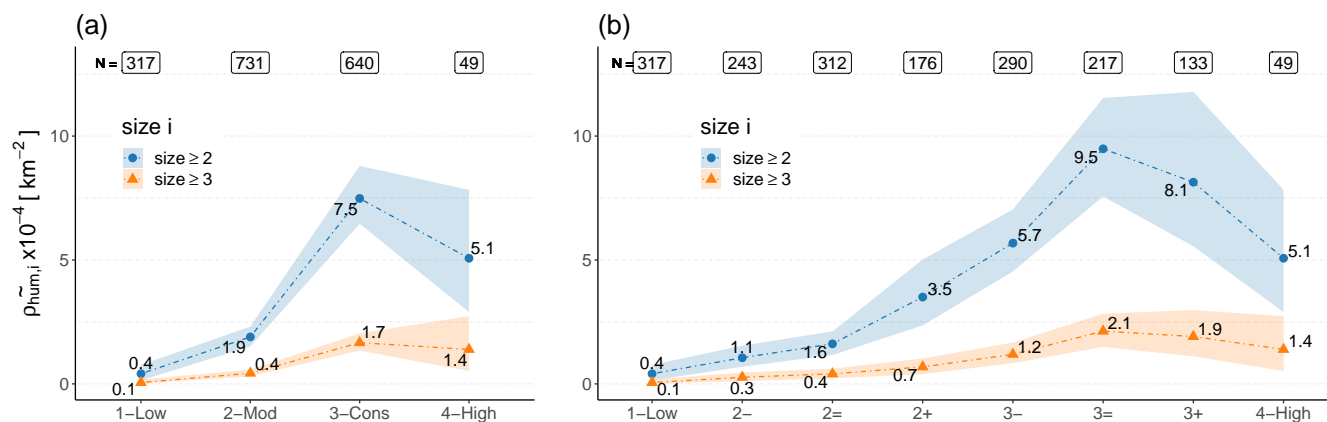 (a)
N = 317 731 640 49
size i
size ≥ 2
size ≥ 3
10
5
0
ρ̃hum,i x10−4 [ km−2 ]
0.4 1.9 7.5 5.1
0.1 0.4 1.7 1.4
1−Low 2−Mod 3−Cons 4−High
(b)
N = 317 243 312 176 290 217 133 49
size i
size ≥ 2
size ≥ 3
0.4 1.1 1.6 3.5 5.7 9.5 8.1 5.1
0.1 0.3 0.4 0.7 1.2 2.1 1.9 1.4
1−Low 2− 2= 2+ 3− 3= 3+ 4−High